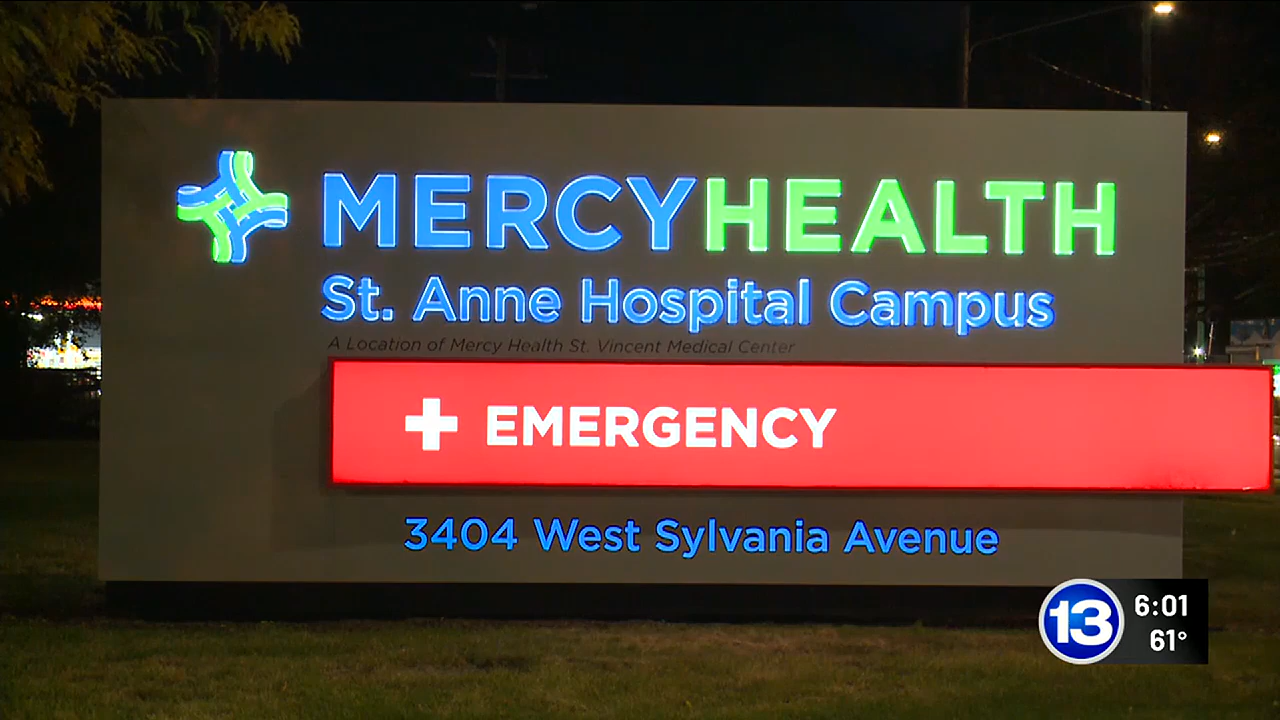 MERCYHEALTH
St. Anne Hospital Campus
A Location of Mercy Health St. Vincent Medical Center
EMERGENCY
3404 West Sylvania Avenue
13
6:01
61°